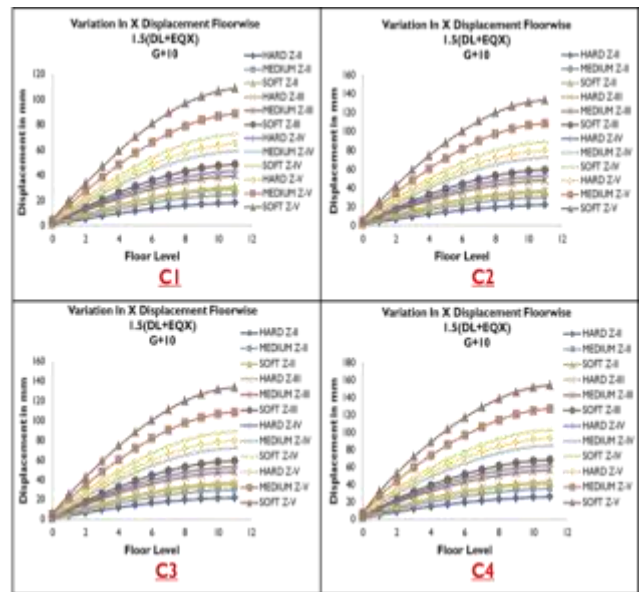 Variation In X Displacement Floorwise
1.5(DL+EQX)
G+10
Displacement in mm
120
100
80
60
40
20
0
0 2 4 6 8 10 12
Floor Level
HARD Z-II
MEDIUM Z-II
SOFT Z-II
HARD Z-III
MEDIUM Z-III
SOFT Z-III
HARD Z-IV
MEDIUM Z-IV
SOFT Z-IV
HARD Z-V
MEDIUM Z-V
SOFT Z-V
C1
Variation In X Displacement Floorwise
1.5(DL+EQX)
G+10
Displacement in mm
160
140
120
100
80
60
40
20
0
0 2 4 6 8 10 12
Floor Level
HARD Z-II
MEDIUM Z-II
SOFT Z-II
HARD Z-III
MEDIUM Z-III
SOFT Z-III
HARD Z-IV
MEDIUM Z-IV
SOFT Z-IV
HARD Z-V
MEDIUM Z-V
SOFT Z-V
C2
Variation In X Displacement Floorwise
1.5(DL+EQX)
G+10
Displacement in mm
160
140
120
100
80
60
40
20
0
0 2 4 6 8 10 12
Floor Level
HARD Z-II
MEDIUM Z-II
SOFT Z-II
HARD Z-III
MEDIUM Z-III
SOFT Z-III
HARD Z-IV
MEDIUM Z-IV
SOFT Z-IV
HARD Z-V
MEDIUM Z-V
SOFT Z-V
C3
Variation In X Displacement Floorwise
1.5(DL+EQX)
G+10
Displacement in mm
180
160
140
120
100
80
60
40
20
0
0 2 4 6 8 10 12
Floor Level
HARD Z-II
MEDIUM Z-II
SOFT Z-II
HARD Z-III
MEDIUM Z-III
SOFT Z-III
HARD Z-IV
MEDIUM Z-IV
SOFT Z-IV
HARD Z-V
MEDIUM Z-V
SOFT Z-V
C4